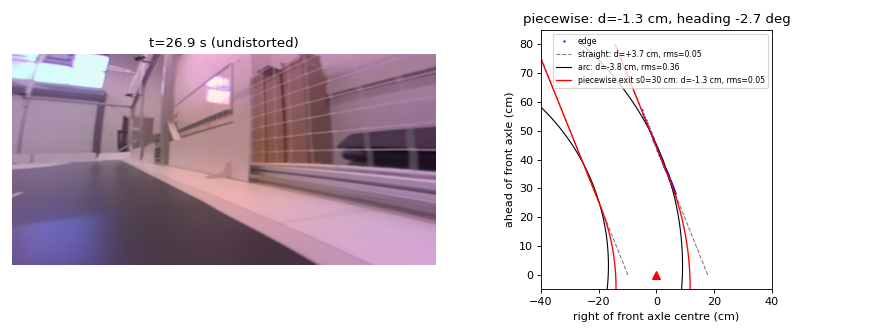 t=26.9 s (undistorted)
piecewise: d=-1.3 cm, heading -2.7 deg
edge
straight: d=+3.7 cm, rms=0.05
arc: d=-3.8 cm, rms=0.36
piecewise exit s0=30 cm: d=-1.3 cm, rms=0.05
ahead of front axle (cm)
80
70
60
50
40
30
20
10
0
−40
−20
0
20
40
right of front axle centre (cm)